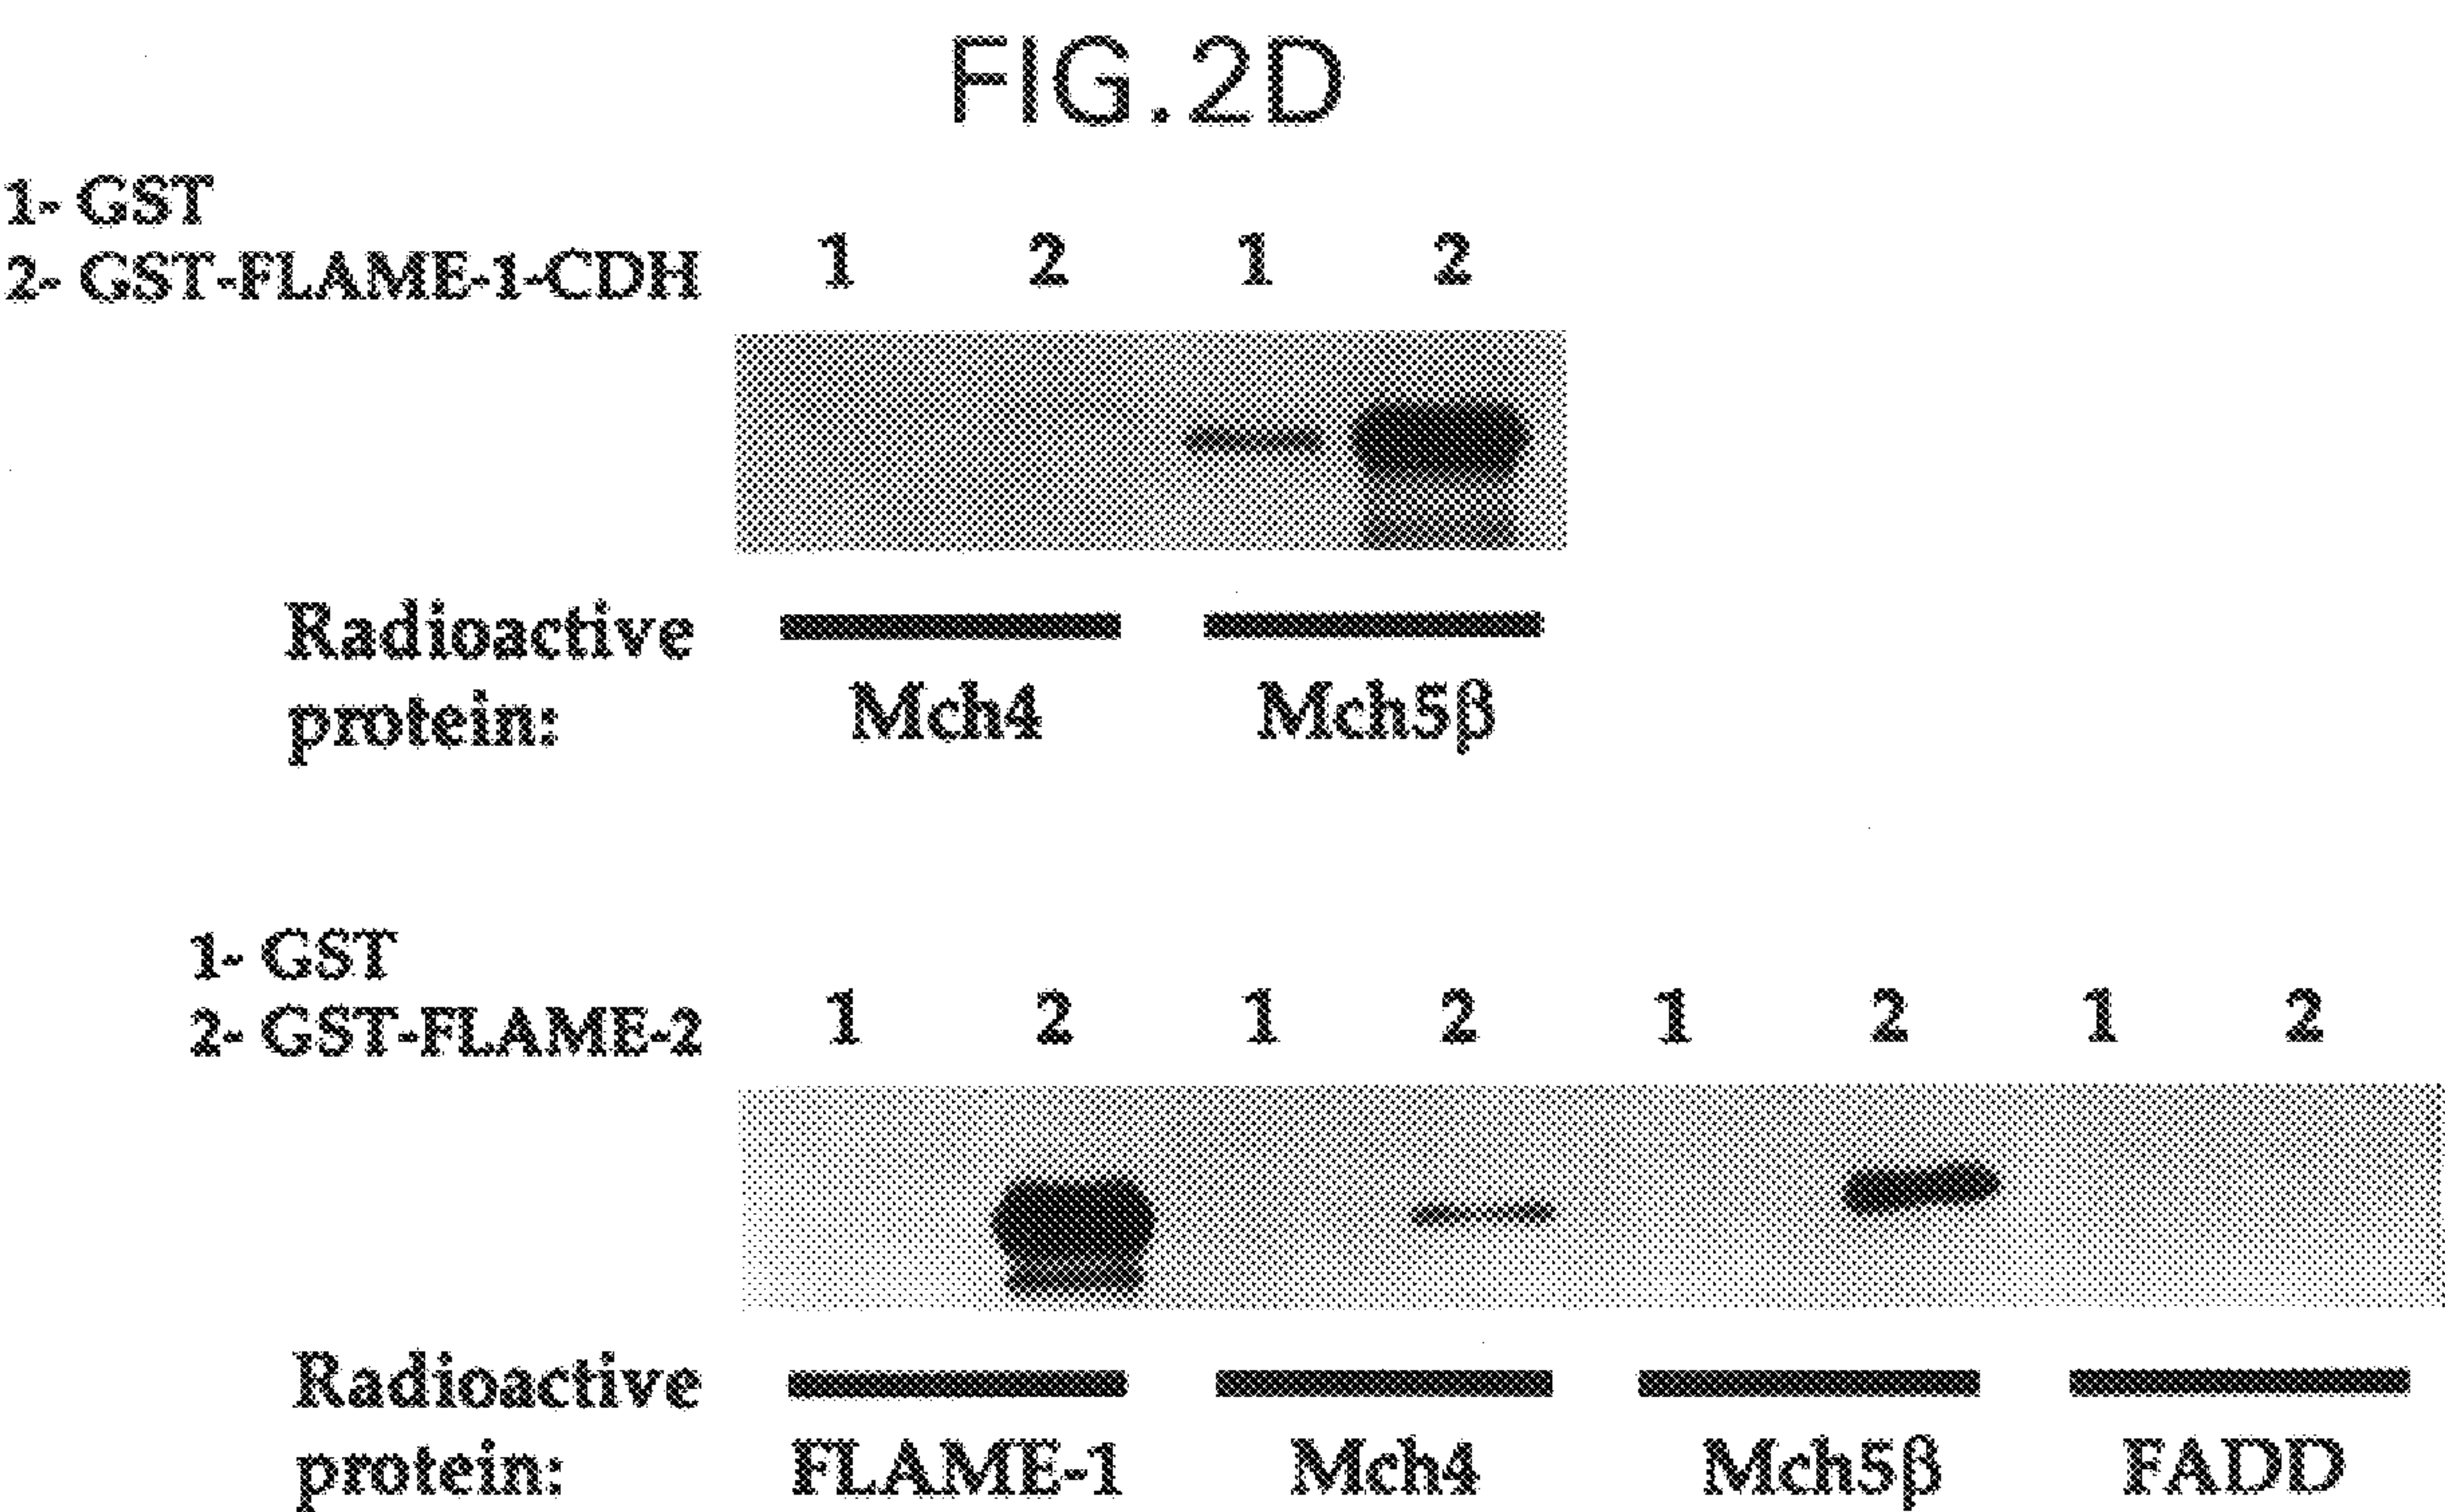 FIG.2D
1- GST
2- GST-FLAME-1-CDH
1 2 1 2
Radioactive
protein:
Mch4 Mch5β
1- GST
2- GST-FLAME-2
1 2 1 2 1 2 1 2
Radioactive
protein:
FLAME-1 Mch4 Mch5β FADD